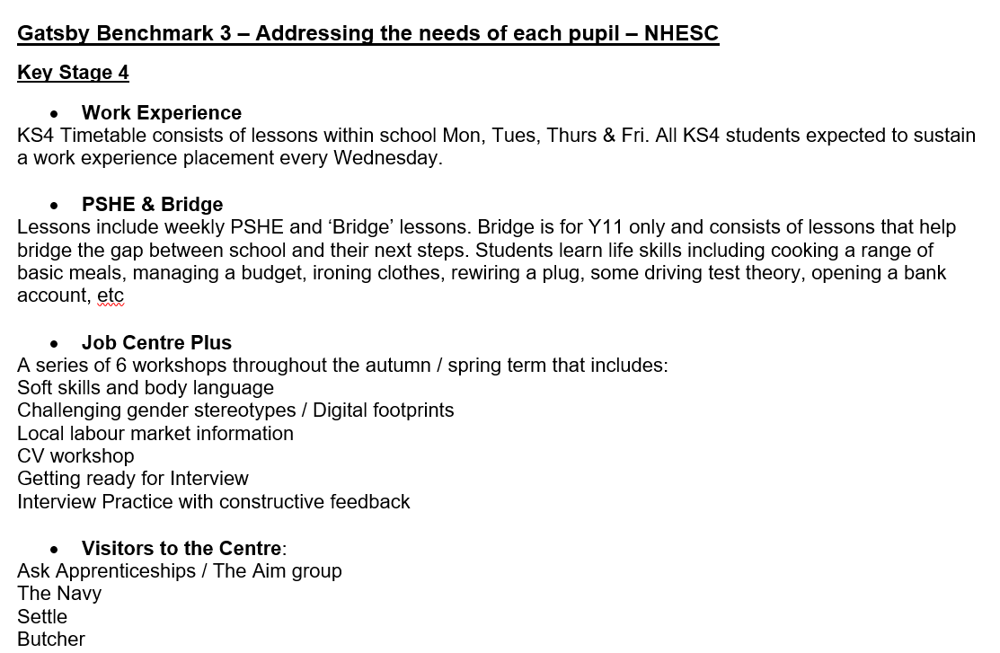 Gatsby Benchmark 3 – Addressing the needs of each pupil – NHESC
Key Stage 4
• Work Experience
KS4 Timetable consists of lessons within school Mon, Tues, Thurs & Fri. All KS4 students expected to sustain
a work experience placement every Wednesday.
• PSHE & Bridge
Lessons include weekly PSHE and ‘Bridge’ lessons. Bridge is for Y11 only and consists of lessons that help
bridge the gap between school and their next steps. Students learn life skills including cooking a range of
basic meals, managing a budget, ironing clothes, rewiring a plug, some driving test theory, opening a bank
account, etc
• Job Centre Plus
A series of 6 workshops throughout the autumn / spring term that includes:
Soft skills and body language
Challenging gender stereotypes / Digital footprints
Local labour market information
CV workshop
Getting ready for Interview
Interview Practice with constructive feedback
• Visitors to the Centre:
Ask Apprenticeships / The Aim group
The Navy
Settle
Butcher